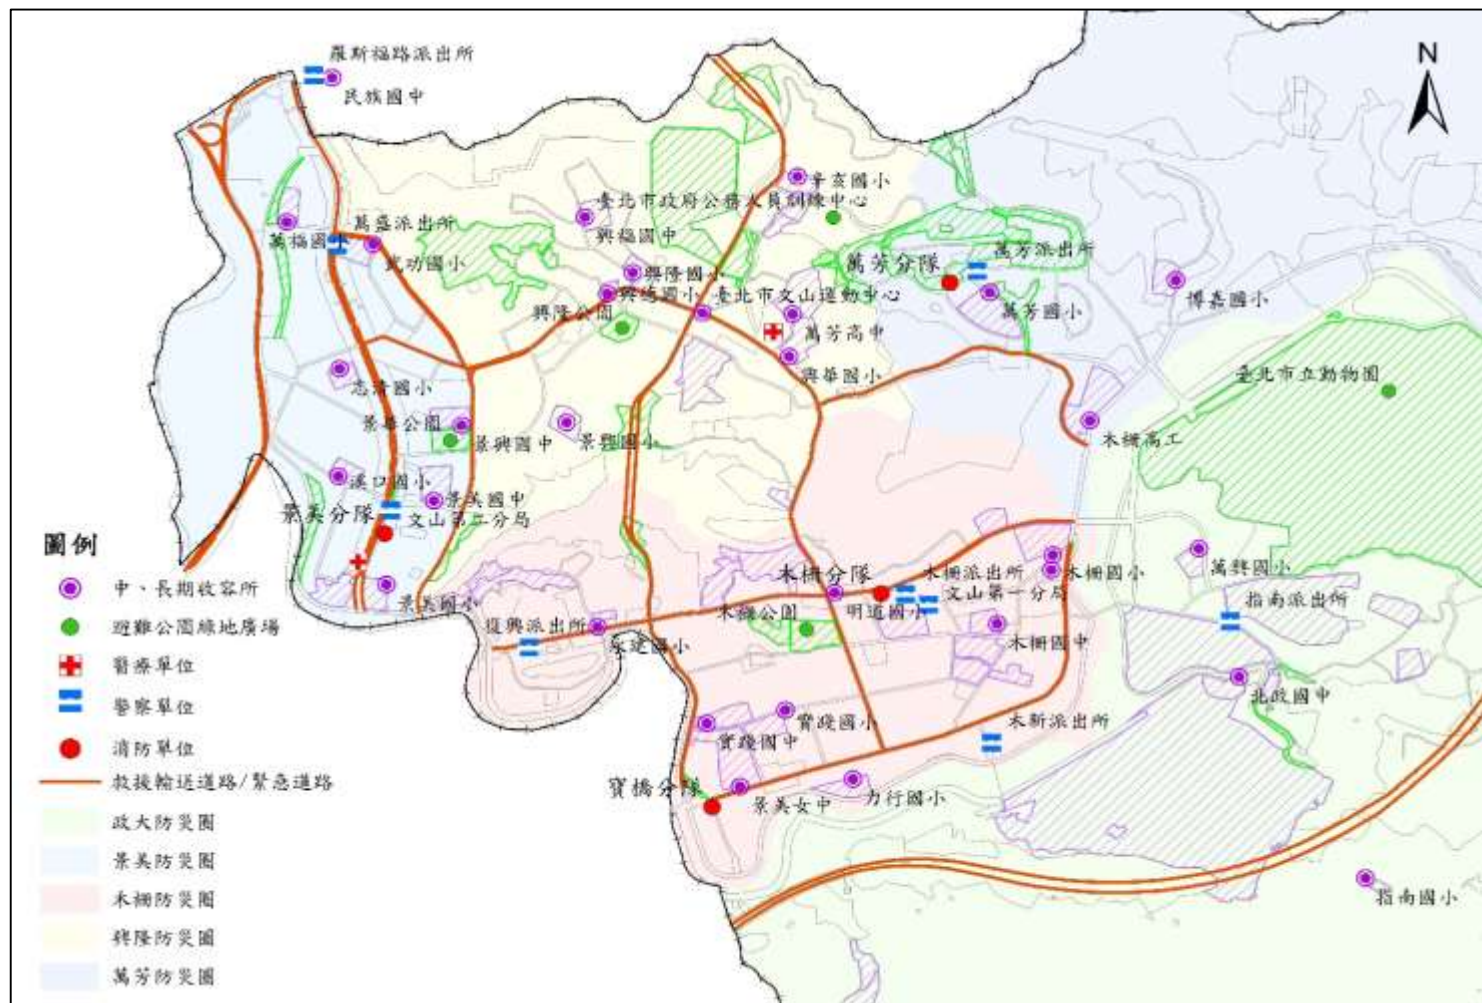 羅斯福路派出所
民族國中
N
辛亥國小
臺北市政府公務人員訓練中心
萬盛派出所
興福國中
萬福國小
武功國小
萬芳派出所
萬芳分隊
興隆國小
興德國小
臺北市文山運動中心
博嘉國小
興隆公園
萬芳國小
萬芳高中
興華國小
志清國小
臺北市立動物園
景華公園
景興國中
景興國小
木柵高工
溪口國小
景美國中
景美分隊
文山第二分局
圖例
中、長期收容所
避難公園綠地廣場
醫療單位
警察單位
消防單位
救援輸送道路/緊急道路
政大防災圈
景美防災圈
木柵防災圈
興隆防災圈
萬芳防災圈
木柵分隊
木柵派出所
木柵國小
萬興國小
景美國小
文山第一分局
指南派出所
木柵公園
明道國小
復興派出所
永建國小
木柵國中
北政國中
實踐國小
木新派出所
實踐國中
寶橋分隊
景美女中
力行國小
指南國小